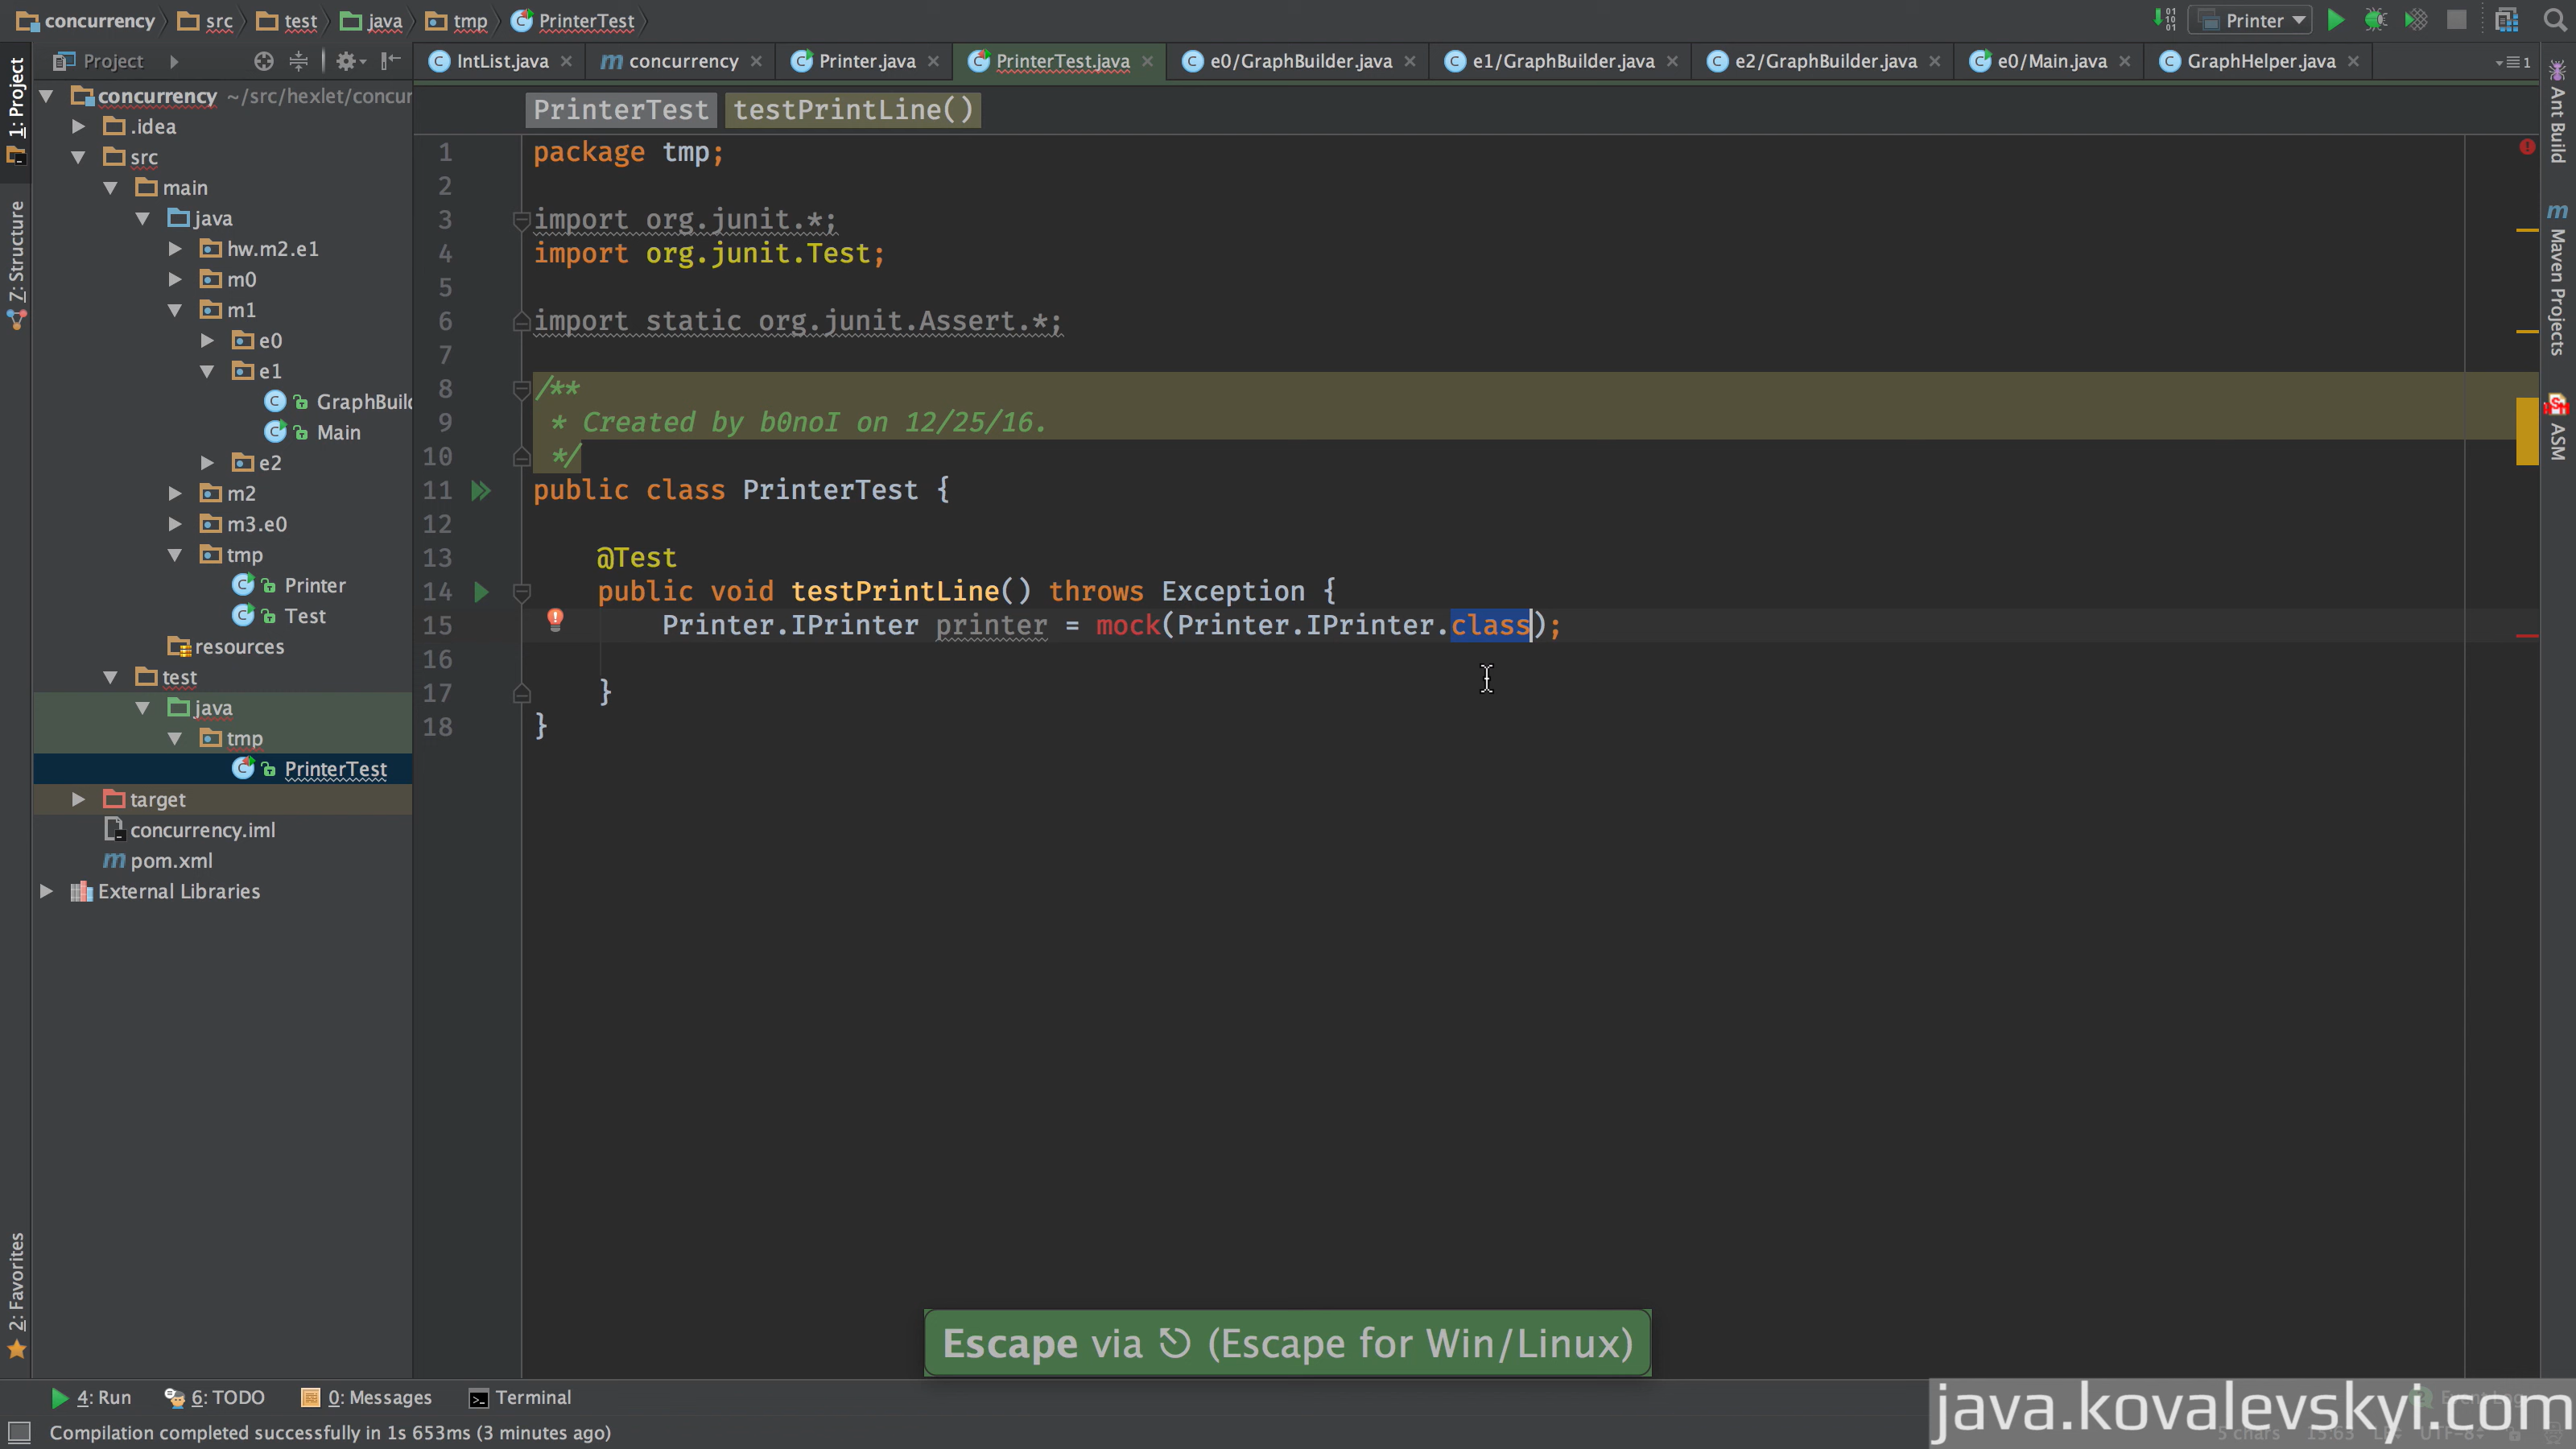 concurrency src test java tmp PrinterTest Printer
Project
IntList.java concurrency Printer.java PrinterTest.java e0/GraphBuilder.java e1/GraphBuilder.java e2/GraphBuilder.java e0/Main.java GraphHelper.java 1
PrinterTest testPrintLine()
1: Project
Z: Structure
2: Favorites
concurrency ~/src/hexlet/concur
.idea
src
main
java
hw.m2.e1
m0
m1
e0
e1
GraphBuild
Main
e2
m2
m3.e0
tmp
Printer
Test
resources
test
java
tmp
PrinterTest
target
concurrency.iml
pom.xml
External Libraries
1 package tmp;
2
3 import org.junit.*;
4 import org.junit.Test;
5
6 import static org.junit.Assert.*;
7
8 /**
9 * Created by b0noI on 12/25/16.
10 */
11 public class PrinterTest {
12
13 @Test
14 public void testPrintLine() throws Exception {
15 Printer.IPrinter printer = mock(Printer.IPrinter.class);
16
17 }
18 }
Ant Build
Maven Projects
ASM
Escape via ⎋ (Escape for Win/Linux)
4: Run 6: TODO 0: Messages Terminal
java.kovalevskyi.com
Compilation completed successfully in 1s 653ms (3 minutes ago)
5 chars 15:63 UTF-8